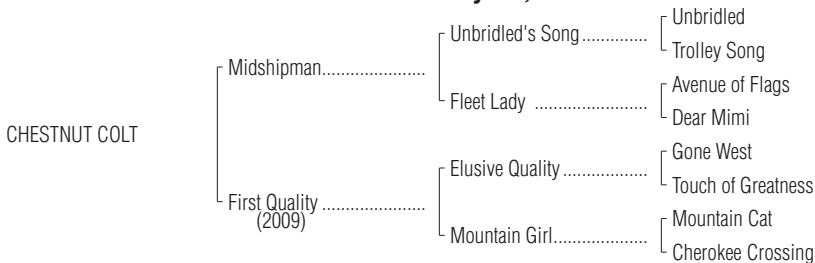 Unbridled
Unbridled's Song ..............
Trolley Song
Midshipman......................
Avenue of Flags
Fleet Lady ........................
Dear Mimi
CHESTNUT COLT
Gone West
Elusive Quality ..................
Touch of Greatness
First Quality ......................
(2009)
Mountain Cat
Mountain Girl....................
Cherokee Crossing